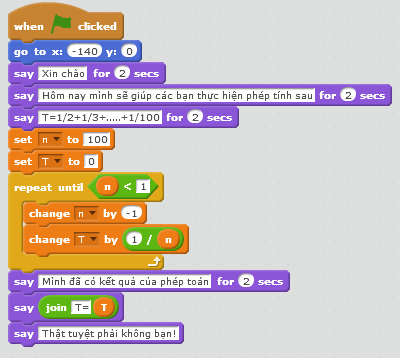 when clicked
go to x: -140 y: 0
say Xin chào for 2 secs
say Hôm nay mình sẽ giúp các bạn thực hiện phép tính sau for 2 secs
say T=1/2+1/3+.....+1/100 for 2 secs
set n to 100
set T to 0
repeat until n < 1
change n by -1
change T by 1 / n
say Mình đã có kết quả của phép toán for 2 secs
say join T= T
say Thật tuyệt phải không bạn!